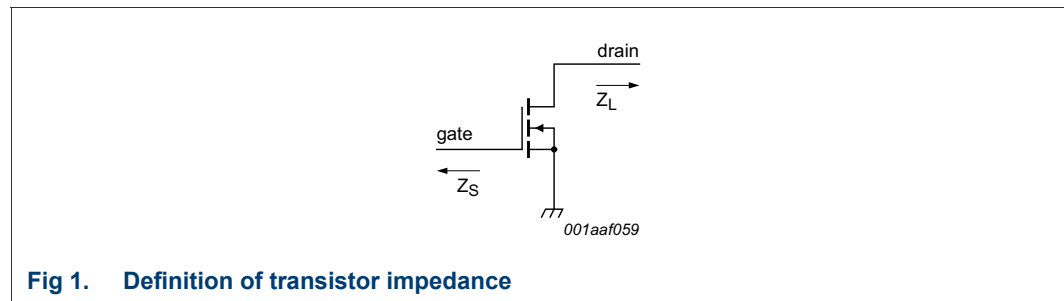 drain
Z_L
gate
Z_S
001aaf059
Fig 1. Definition of transistor impedance